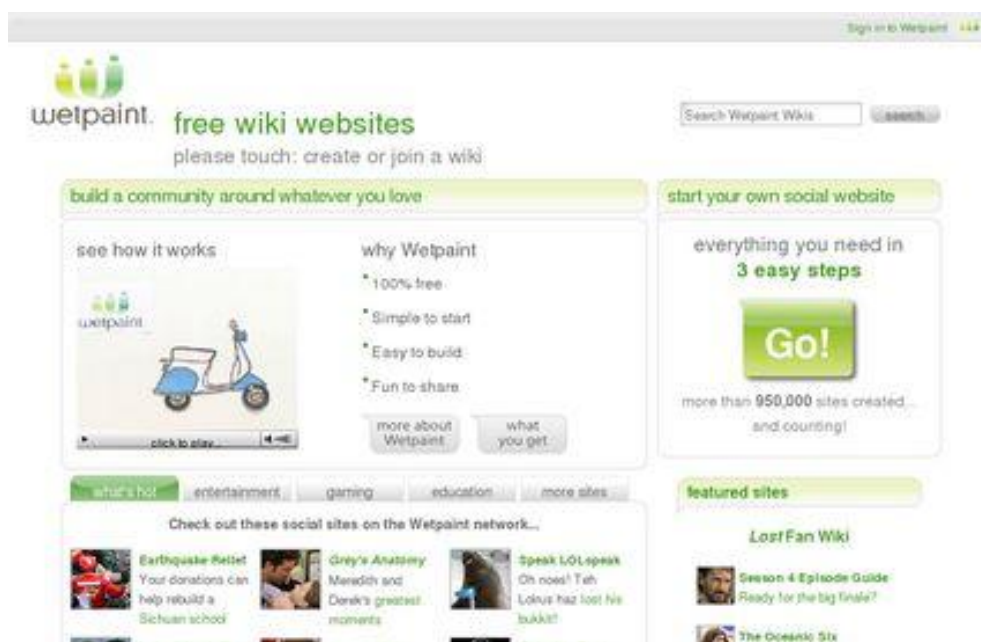 Sign in to Wetpaint
wetpaint.
free wiki websites
please touch: create or join a wiki
Search Wetpaint Wikis
search
build a community around whatever you love
start your own social website
see how it works
wetpaint
click to play...
why Wetpaint
100% free
Simple to start
Easy to build
Fun to share
more about
Wetpaint
what
you get
everything you need in
3 easy steps
Go!
more than 950,000 sites created...
and counting!
what's hot
entertainment
gaming
education
more sites
Check out these social sites on the Wetpaint network...
Earthquake Relief
Your donations can
help rebuild a
Sichuan school
Grey's Anatomy
Meredith and
Derek's greatest
moments
Speak LOLspeak
Oh noes! Teh
Lolrus haz lost his
bukkit!
featured sites
Lost Fan Wiki
Season 4 Episode Guide
Ready for the big finale?
The Oceanic Six